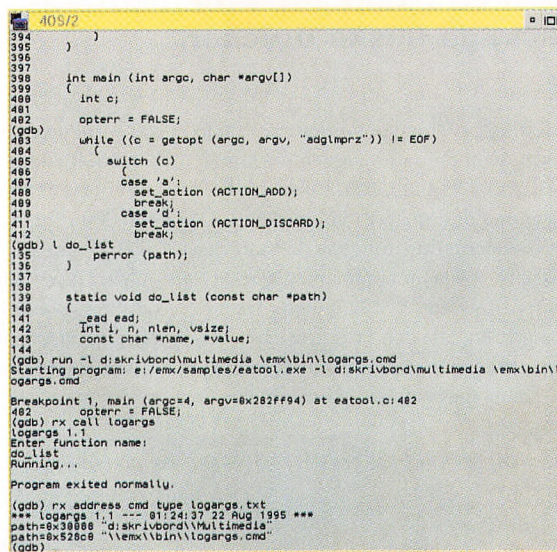 4OS/2
394 }
395 }
396
397
398 int main (int argc, char *argv[])
399 {
400 int c;
401
402 opterr = FALSE;
(gdb)
403 while ((c = getopt (argc, argv, "adglmprz")) != EOF)
404 {
405 switch (c)
406 {
407 case 'a':
408 set_action (ACTION_ADD);
409 break;
410 case 'd':
411 set_action (ACTION_DISCARD);
412 break;
(gdb) l do_list
135 perror (path);
136 }
137
138
139 static void do_list (const char *path)
140 {
141 _ead ead;
142 int i, n, nlen, vsize;
143 const char *name, *value;
144
(gdb) run -l d:skrivbord\multimedia \emx\bin\logargs.cmd
Starting program: e:/emx/samples/eatool.exe -l d:skrivbord\multimedia \emx\bin\l
ogargs.cmd

Breakpoint 1, main (argc=4, argv=0x282ff94) at eatool.c:402
402 opterr = FALSE;
(gdb) rx call logargs
logargs 1.1
Enter function name:
do_list
Running...

Program exited normally.

(gdb) rx address cmd type logargs.txt
*** logargs 1.1 --- 01:24:37 22 Aug 1995 ***
path=0x30088 "d:skrivbord\\Multimedia"
path=0x528c0 "\\emx\\bin\\logargs.cmd"
(gdb)